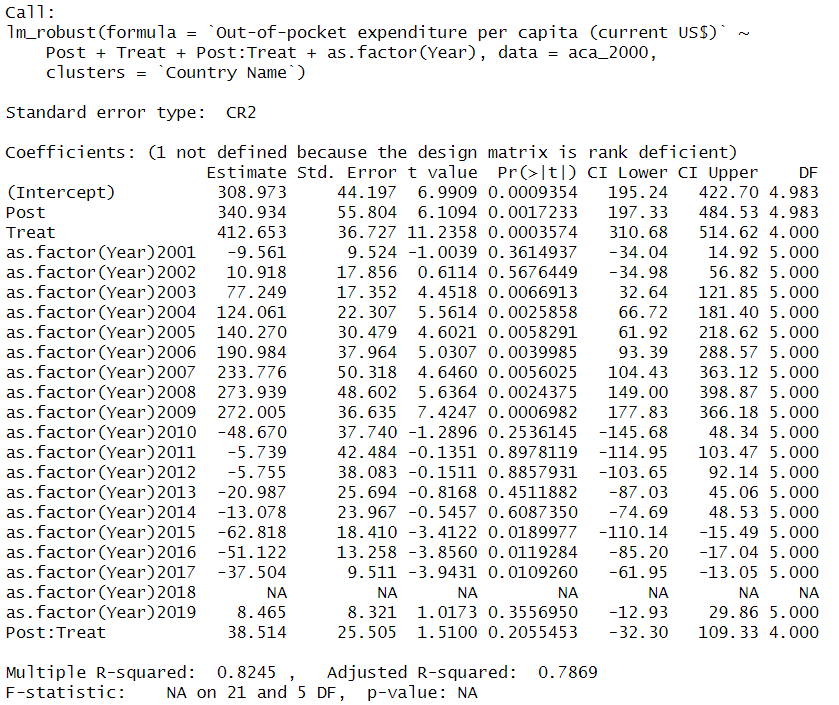 Call:
lm_robust(formula = `Out-of-pocket expenditure per capita (current US$)` ~
    Post + Treat + Post:Treat + as.factor(Year), data = aca_2000,
    clusters = `Country Name`)

Standard error type:  CR2

Coefficients: (1 not defined because the design matrix is rank deficient)
                    Estimate Std. Error t value  Pr(>|t|) CI Lower CI Upper    DF
(Intercept)          308.973     44.197  6.9909 0.0009354   195.24   422.70 4.983
Post                 340.934     55.804  6.1094 0.0017233   197.33   484.53 4.983
Treat                412.653     36.727 11.2358 0.0003574   310.68   514.62 4.000
as.factor(Year)2001   -9.561      9.524 -1.0039 0.3614937   -34.04    14.92 5.000
as.factor(Year)2002   10.918     17.856  0.6114 0.5676449   -34.98    56.82 5.000
as.factor(Year)2003   77.249     17.352  4.4518 0.0066913    32.64   121.85 5.000
as.factor(Year)2004  124.061     22.307  5.5614 0.0025858    66.72   181.40 5.000
as.factor(Year)2005  140.270     30.479  4.6021 0.0058291    61.92   218.62 5.000
as.factor(Year)2006  190.984     37.964  5.0307 0.0039985    93.39   288.57 5.000
as.factor(Year)2007  233.776     50.318  4.6460 0.0056025   104.43   363.12 5.000
as.factor(Year)2008  273.939     48.602  5.6364 0.0024375   149.00   398.87 5.000
as.factor(Year)2009  272.005     36.635  7.4247 0.0006982   177.83   366.18 5.000
as.factor(Year)2010  -48.670     37.740 -1.2896 0.2536145  -145.68    48.34 5.000
as.factor(Year)2011   -5.739     42.484 -0.1351 0.8978119  -114.95   103.47 5.000
as.factor(Year)2012   -5.755     38.083 -0.1511 0.8857931  -103.65    92.14 5.000
as.factor(Year)2013  -20.987     25.694 -0.8168 0.4511882   -87.03    45.06 5.000
as.factor(Year)2014  -13.078     23.967 -0.5457 0.6087350   -74.69    48.53 5.000
as.factor(Year)2015  -62.818     18.410 -3.4122 0.0189977  -110.14   -15.49 5.000
as.factor(Year)2016  -51.122     13.258 -3.8560 0.0119284   -85.20   -17.04 5.000
as.factor(Year)2017  -37.504      9.511 -3.9431 0.0109260   -61.95   -13.05 5.000
as.factor(Year)2018       NA         NA      NA        NA       NA       NA    NA
as.factor(Year)2019    8.465      8.321  1.0173 0.3556950   -12.93    29.86 5.000
Post:Treat            38.514     25.505  1.5100 0.2055453   -32.30   109.33 4.000

Multiple R-squared:  0.8245 ,   Adjusted R-squared:  0.7869
F-statistic:    NA on 21 and 5 DF,  p-value: NA